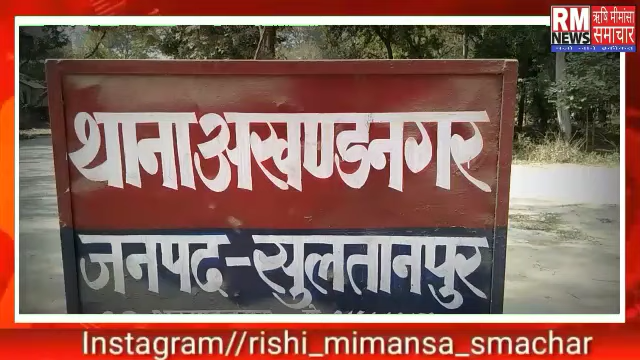 RM
NEWS
ऋषि मीमांसा
समाचार
थाना अखण्डनगर
जनपद-सुलतानपुर
Instagram//rishi_mimansa_smachar